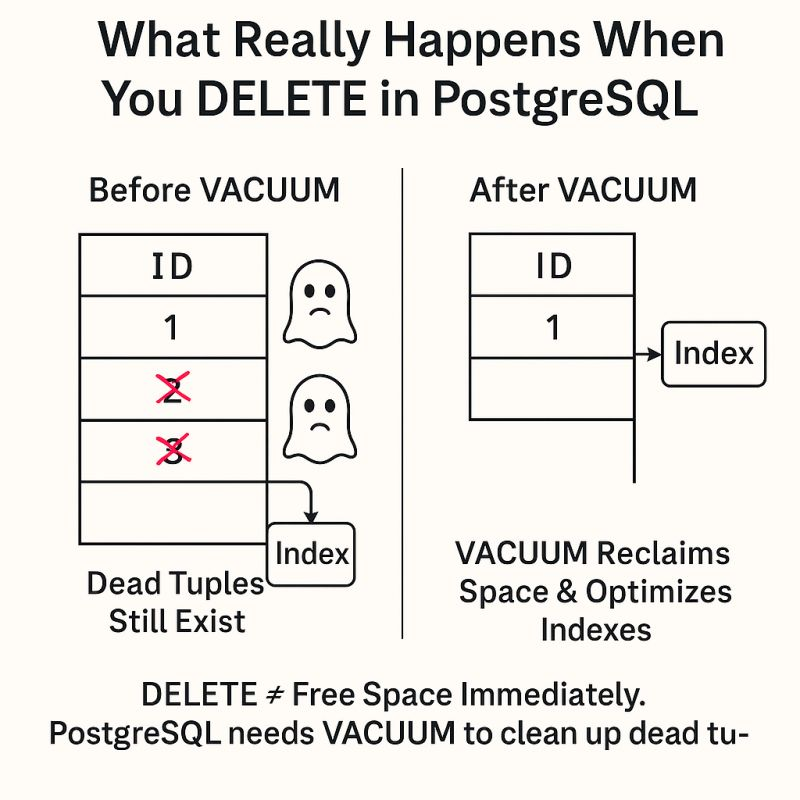 What Really Happens When
You DELETE in PostgreSQL
Before VACUUM
ID
1
2
3
Index
Dead Tuples
Still Exist
After VACUUM
ID
1
Index
VACUUM Reclaims
Space & Optimizes
Indexes
DELETE ≠ Free Space Immediately.
PostgreSQL needs VACUUM to clean up dead tu-